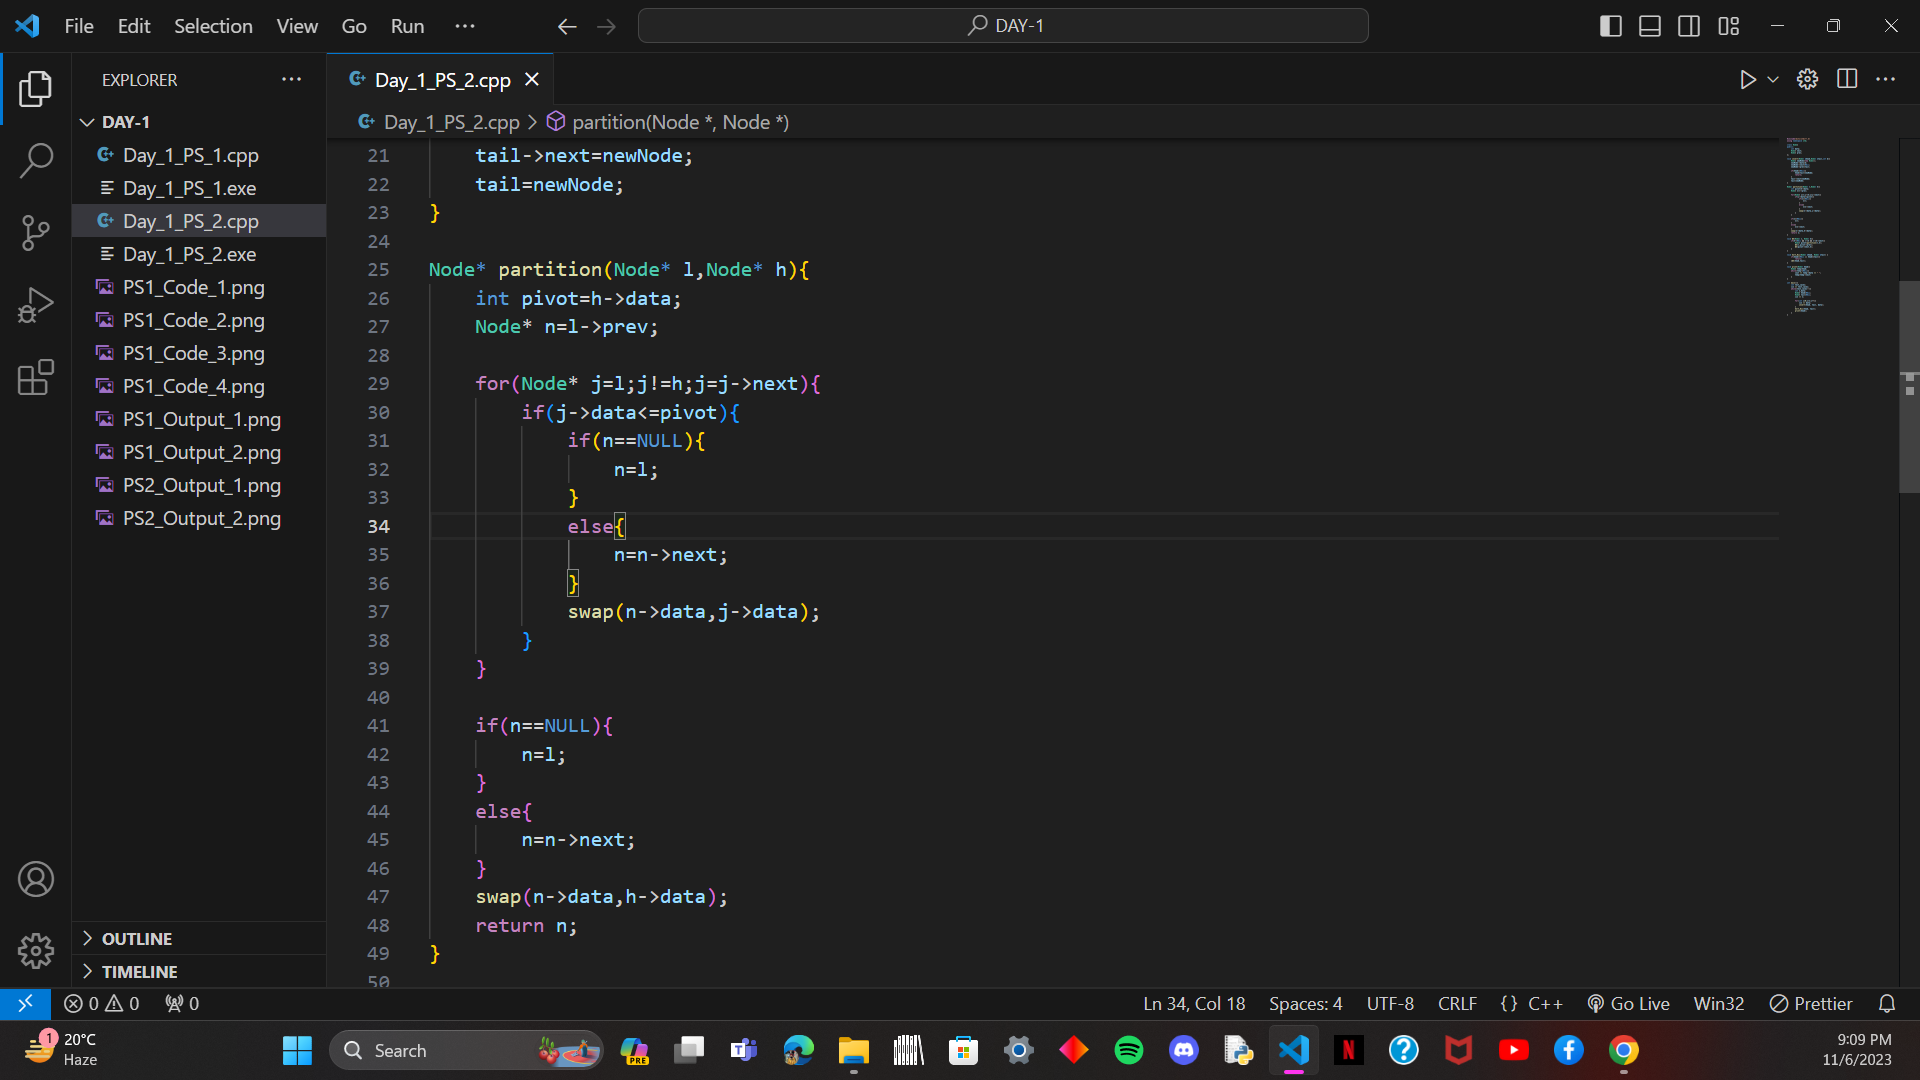 File Edit Selection View Go Run ··· DAY-1
EXPLORER ···
DAY-1
Day_1_PS_1.cpp
Day_1_PS_1.exe
Day_1_PS_2.cpp
Day_1_PS_2.exe
PS1_Code_1.png
PS1_Code_2.png
PS1_Code_3.png
PS1_Code_4.png
PS1_Output_1.png
PS1_Output_2.png
PS2_Output_1.png
PS2_Output_2.png
OUTLINE
TIMELINE
Day_1_PS_2.cpp
Day_1_PS_2.cpp > partition(Node *, Node *)
21 tail->next=newNode;
22 tail=newNode;
23 }
24
25 Node* partition(Node* l,Node* h){
26 int pivot=h->data;
27 Node* n=l->prev;
28
29 for(Node* j=l;j!=h;j=j->next){
30 if(j->data<=pivot){
31 if(n==NULL){
32 n=l;
33 }
34 else{
35 n=n->next;
36 }
37 swap(n->data,j->data);
38 }
39 }
40
41 if(n==NULL){
42 n=l;
43 }
44 else{
45 n=n->next;
46 }
47 swap(n->data,h->data);
48 return n;
49 }
50
0 0 0 Ln 34, Col 18 Spaces: 4 UTF-8 CRLF {} C++ Go Live Win32 Prettier
1 20°C
Haze
Search
PRE
9:09 PM
11/6/2023